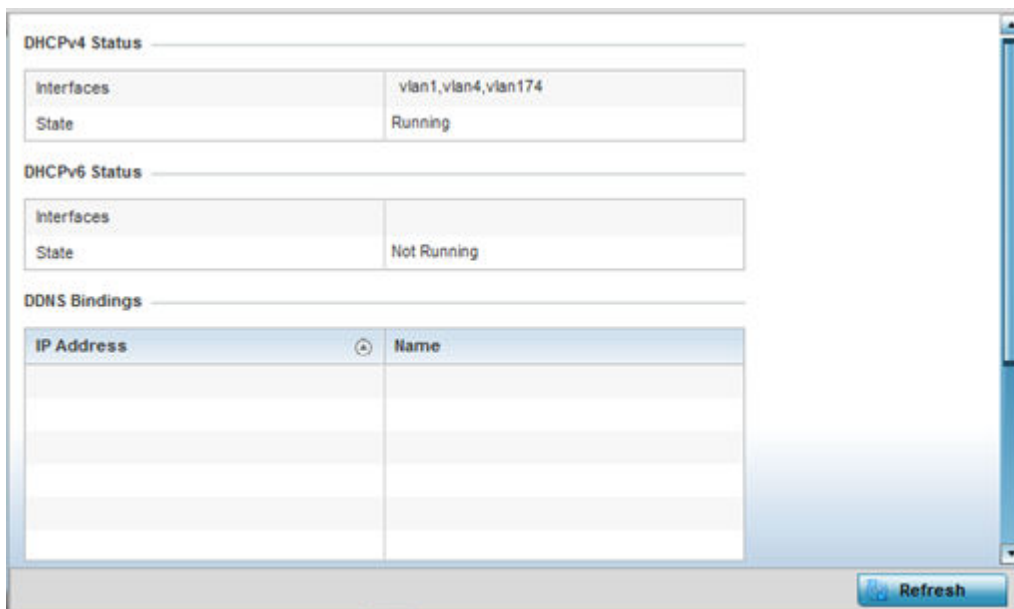 DHCPv4 Status
Interfaces vlan1,vlan4,vlan174
State Running
DHCPv6 Status
Interfaces
State Not Running
DDNS Bindings
IP Address Name
Refresh